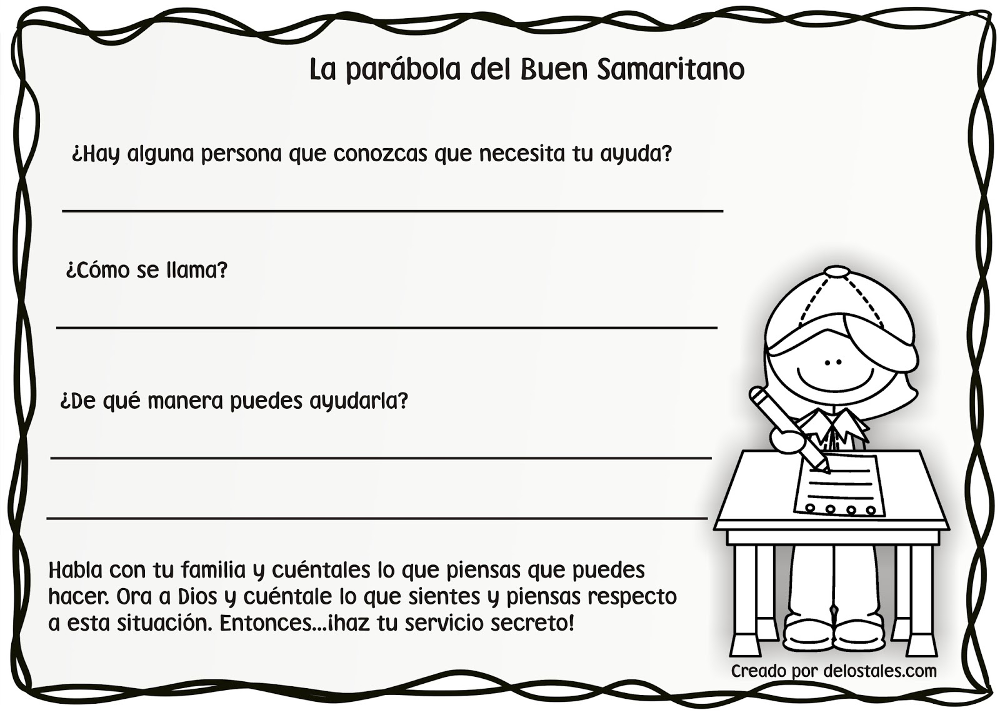 La parábola del Buen Samaritano
¿Hay alguna persona que conozcas que necesita tu ayuda?
¿Cómo se llama?
¿De qué manera puedes ayudarla?
Habla con tu familia y cuéntales lo que piensas que puedes
hacer. Ora a Dios y cuéntale lo que sientes y piensas respecto
a esta situación. Entonces...¡haz tu servicio secreto!
Creado por delostales.com